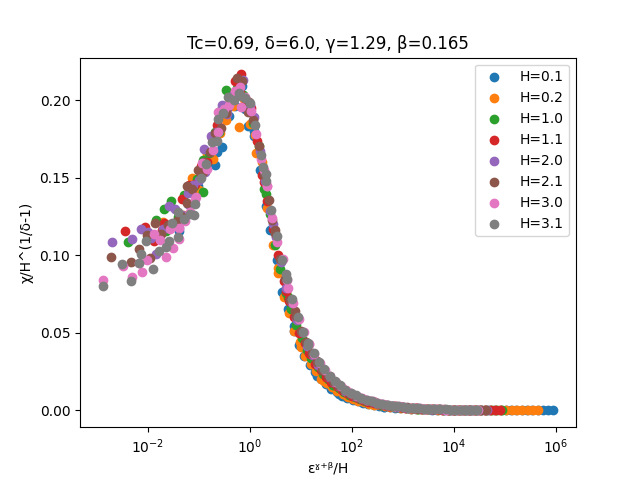 Tc=0.69, δ=6.0, γ=1.29, β=0.165
χ/H^(1/δ-1)
0.20
0.15
0.10
0.05
0.00
H=0.1
H=0.2
H=1.0
H=1.1
H=2.0
H=2.1
H=3.0
H=3.1
10⁻² 10⁰ 10² 10⁴ 10⁶
εᵞ⁺ᵝ/H